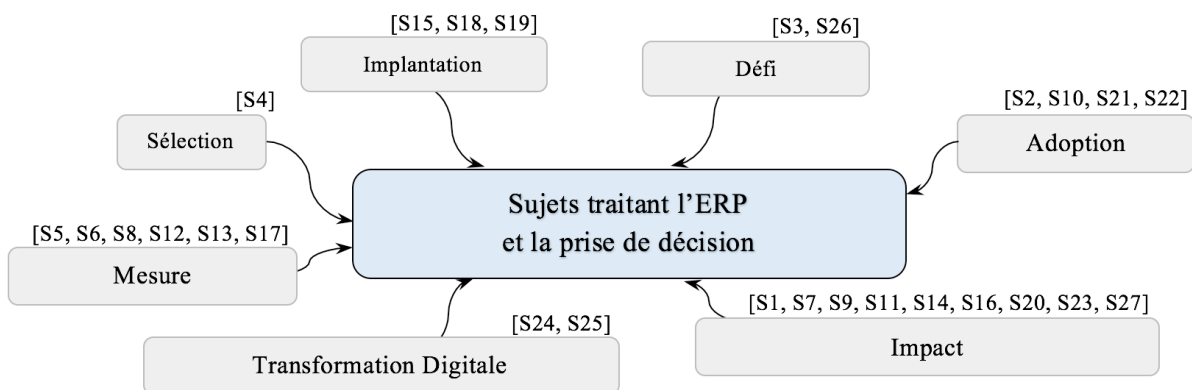 [S15, S18, S19]
Implantation
[S3, S26]
Défi
[S4]
Sélection
[S2, S10, S21, S22]
Adoption
Sujets traitant l’ERP
et la prise de décision
[S5, S6, S8, S12, S13, S17]
Mesure
[S24, S25]
Transformation Digitale
[S1, S7, S9, S11, S14, S16, S20, S23, S27]
Impact